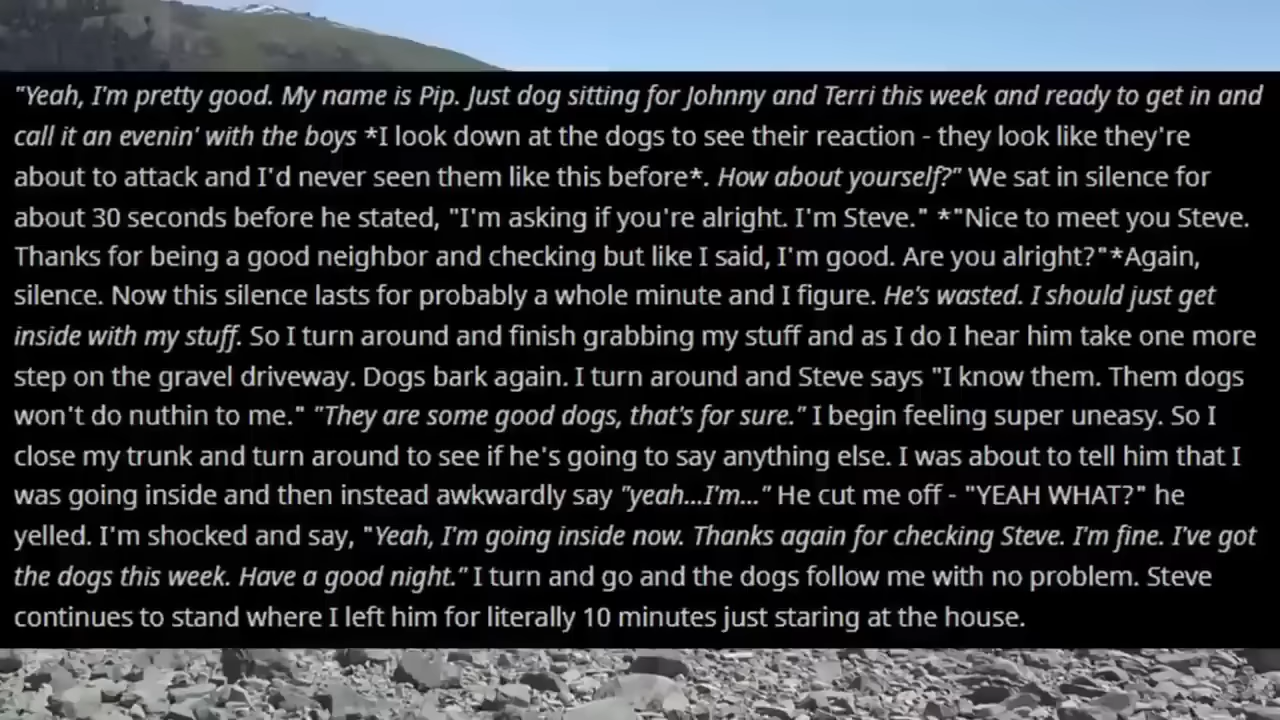 "Yeah, I'm pretty good. My name is Pip. Just dog sitting for Johnny and Terri this week and ready to get in and
call it an evenin' with the boys *I look down at the dogs to see their reaction - they look like they're
about to attack and I'd never seen them like this before*. How about yourself?" We sat in silence for
about 30 seconds before he stated, "I'm asking if you're alright. I'm Steve." *"Nice to meet you Steve.
Thanks for being a good neighbor and checking but like I said, I'm good. Are you alright?"*Again,
silence. Now this silence lasts for probably a whole minute and I figure. He's wasted. I should just get
inside with my stuff. So I turn around and finish grabbing my stuff and as I do I hear him take one more
step on the gravel driveway. Dogs bark again. I turn around and Steve says "I know them. Them dogs
won't do nuthin to me." "They are some good dogs, that's for sure." I begin feeling super uneasy. So I
close my trunk and turn around to see if he's going to say anything else. I was about to tell him that I
was going inside and then instead awkwardly say "yeah...I'm..." He cut me off - "YEAH WHAT?" he
yelled. I'm shocked and say, "Yeah, I'm going inside now. Thanks again for checking Steve. I'm fine. I've got
the dogs this week. Have a good night." I turn and go and the dogs follow me with no problem. Steve
continues to stand where I left him for literally 10 minutes just staring at the house.